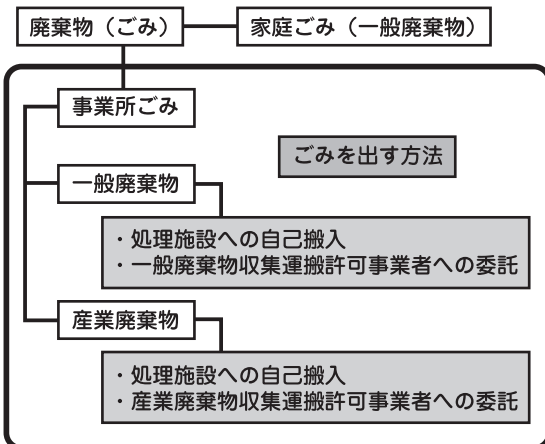 廃棄物（ごみ）
家庭ごみ（一般廃棄物）
事業所ごみ
ごみを出す方法
一般廃棄物
・処理施設への自己搬入
・一般廃棄物収集運搬許可事業者への委託
産業廃棄物
・処理施設への自己搬入
・産業廃棄物収集運搬許可事業者への委託